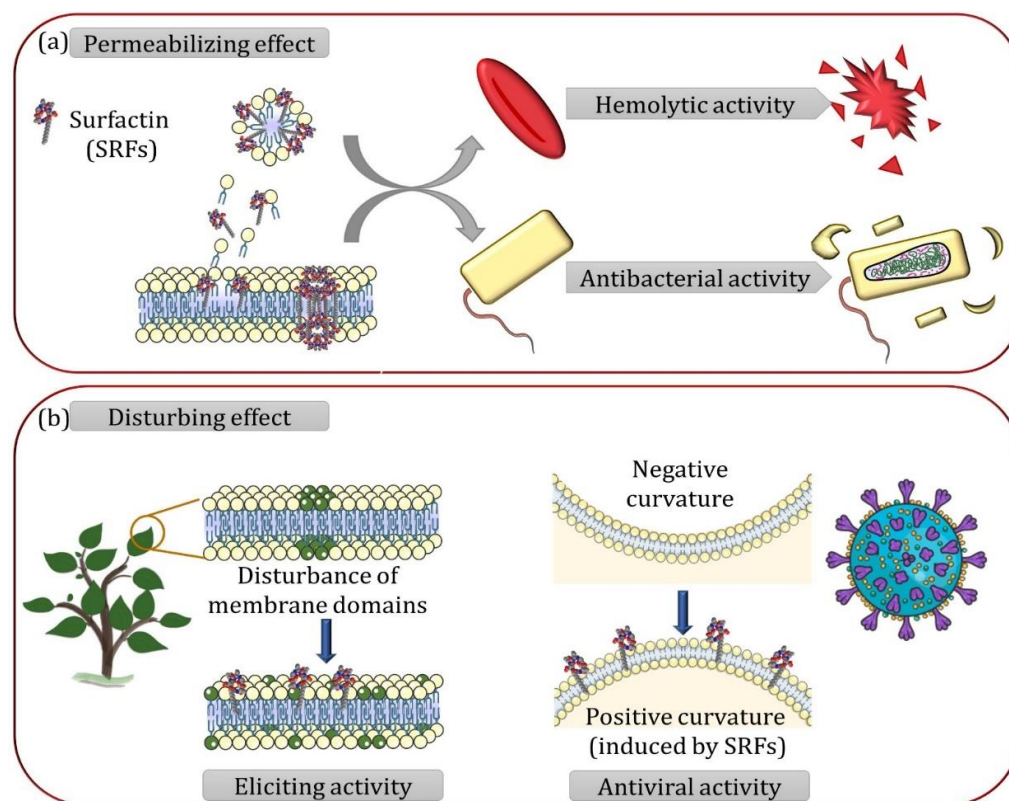 (a)
Permeabilizing effect
Surfactin
(SRFs)
Hemolytic activity
Antibacterial activity
(b)
Disturbing effect
Disturbance of
membrane domains
Eliciting activity
Negative
curvature
Positive curvature
(induced by SRFs)
Antiviral activity